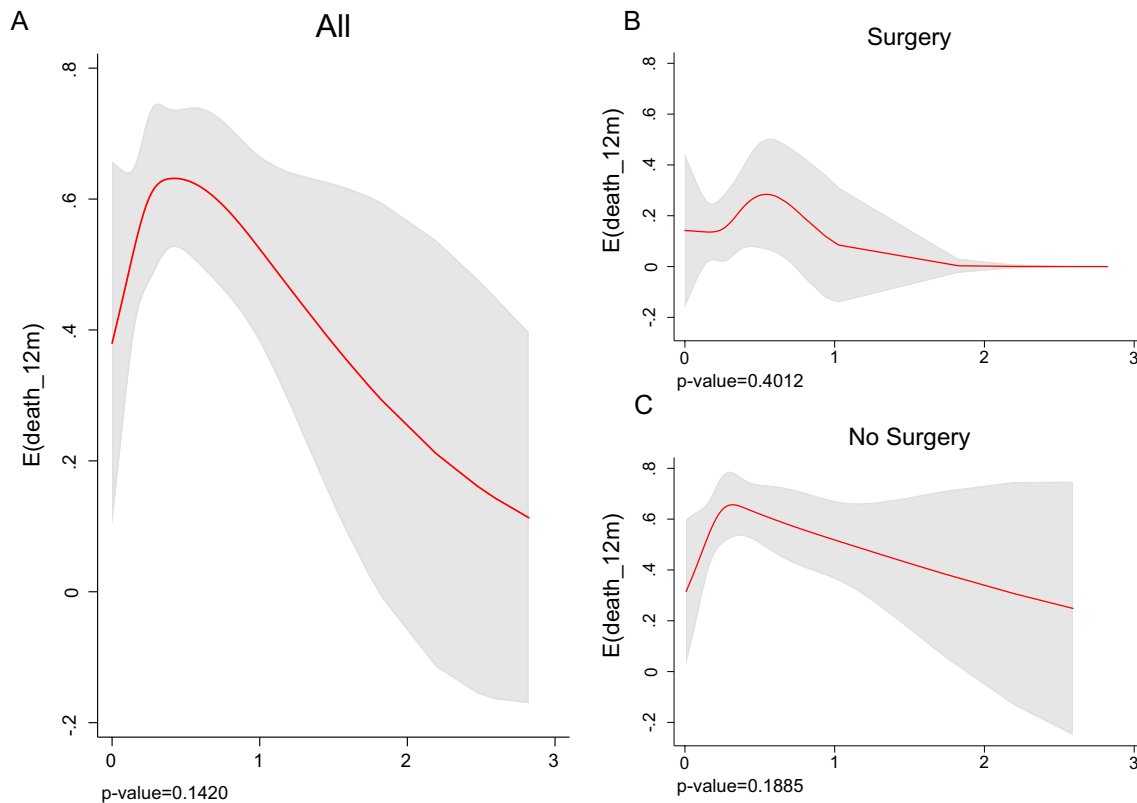 A
All
E(death_12m)
.8
.6
.4
.2
0
-.2
0 1 2 3
p-value=0.1420
B
Surgery
E(death_12m)
.8
.6
.4
.2
0
-.2
0 1 2 3
p-value=0.4012
C
No Surgery
E(death_12m)
.8
.6
.4
.2
0
-.2
0 1 2 3
p-value=0.1885